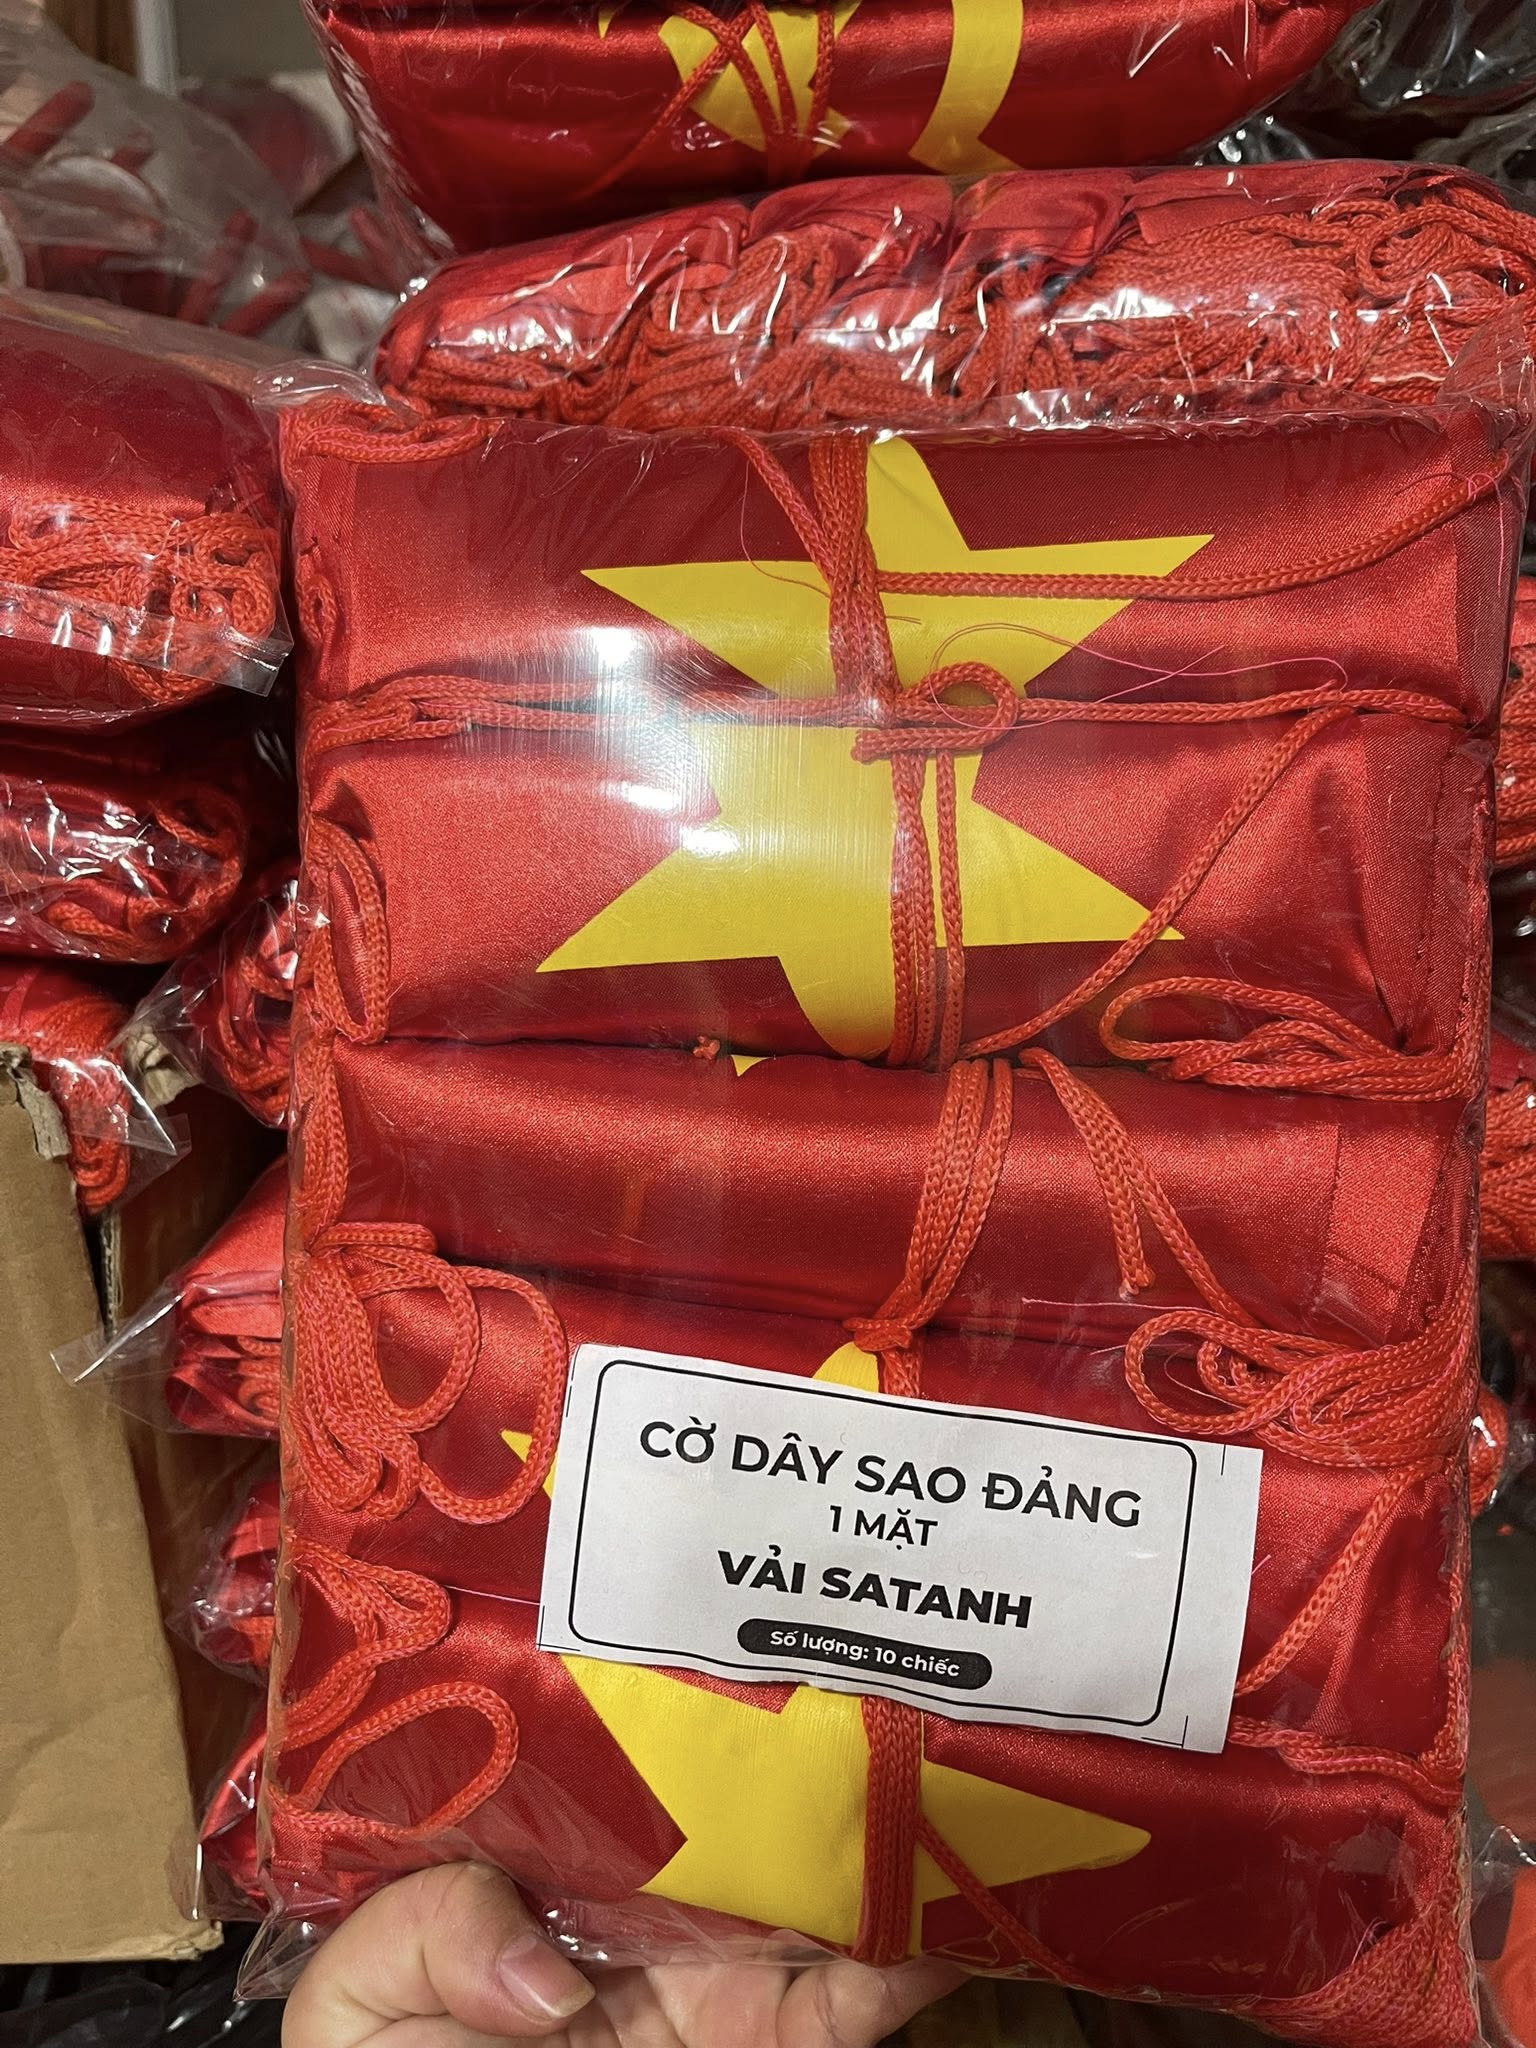 CỜ DÂY SAO ĐẢNG
1 MẶT
VẢI SATANH
Số lượng: 10 chiếc